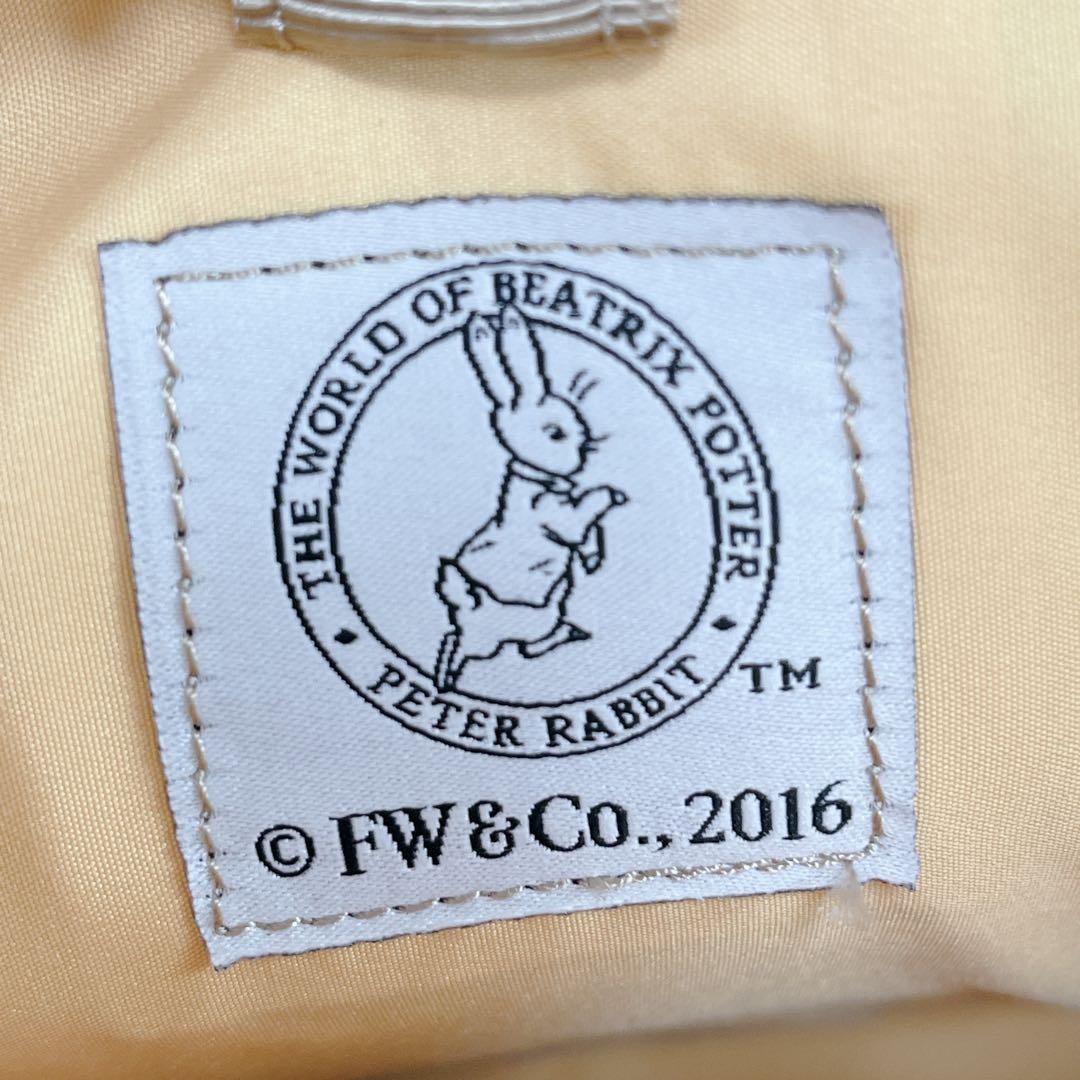 THE WORLD OF BEATRIX POTTER
PETER RABBIT
TM
© FW & Co., 2016